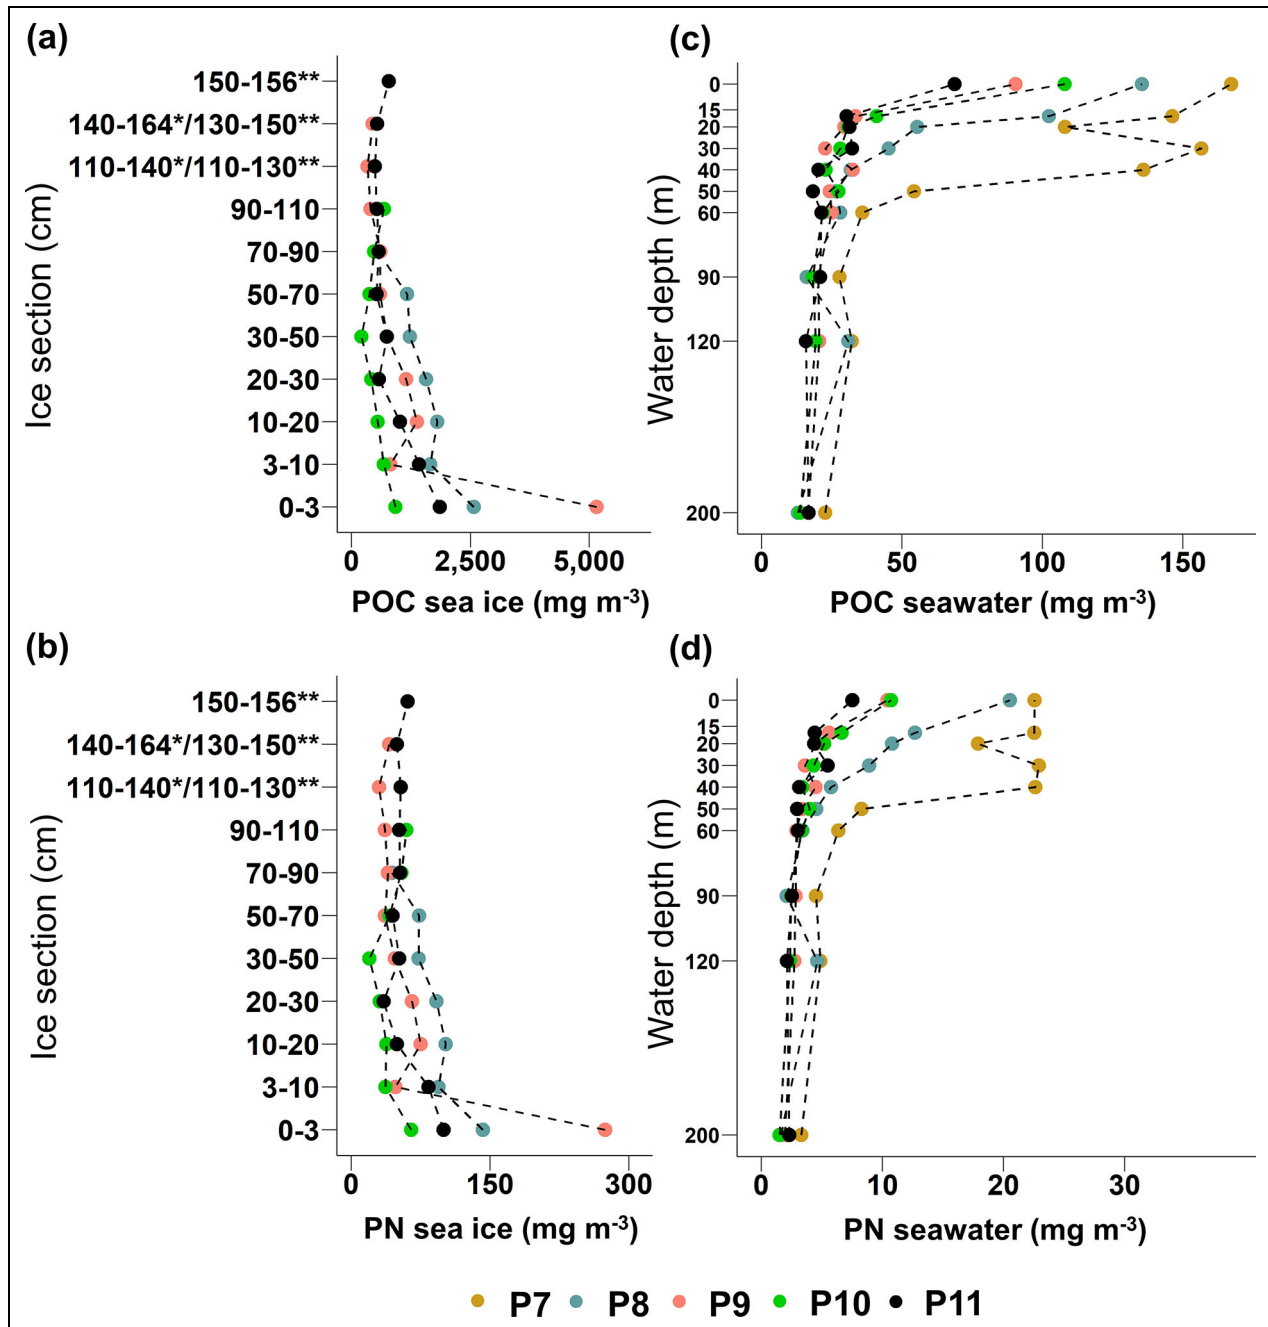 (a)
150-156**
140-164*/130-150**
110-140*/110-130**
90-110
70-90
50-70
30-50
20-30
10-20
3-10
0-3
Ice section (cm)
0 2,500 5,000
POC sea ice (mg m-3)
(c)
0
15
20
30
40
50
60
90
120
200
Water depth (m)
0 50 100 150
POC seawater (mg m-3)
(b)
150-156**
140-164*/130-150**
110-140*/110-130**
90-110
70-90
50-70
30-50
20-30
10-20
3-10
0-3
Ice section (cm)
0 150 300
PN sea ice (mg m-3)
(d)
0
15
20
30
40
50
60
90
120
200
Water depth (m)
0 10 20 30
PN seawater (mg m-3)
P7 P8 P9 P10 P11